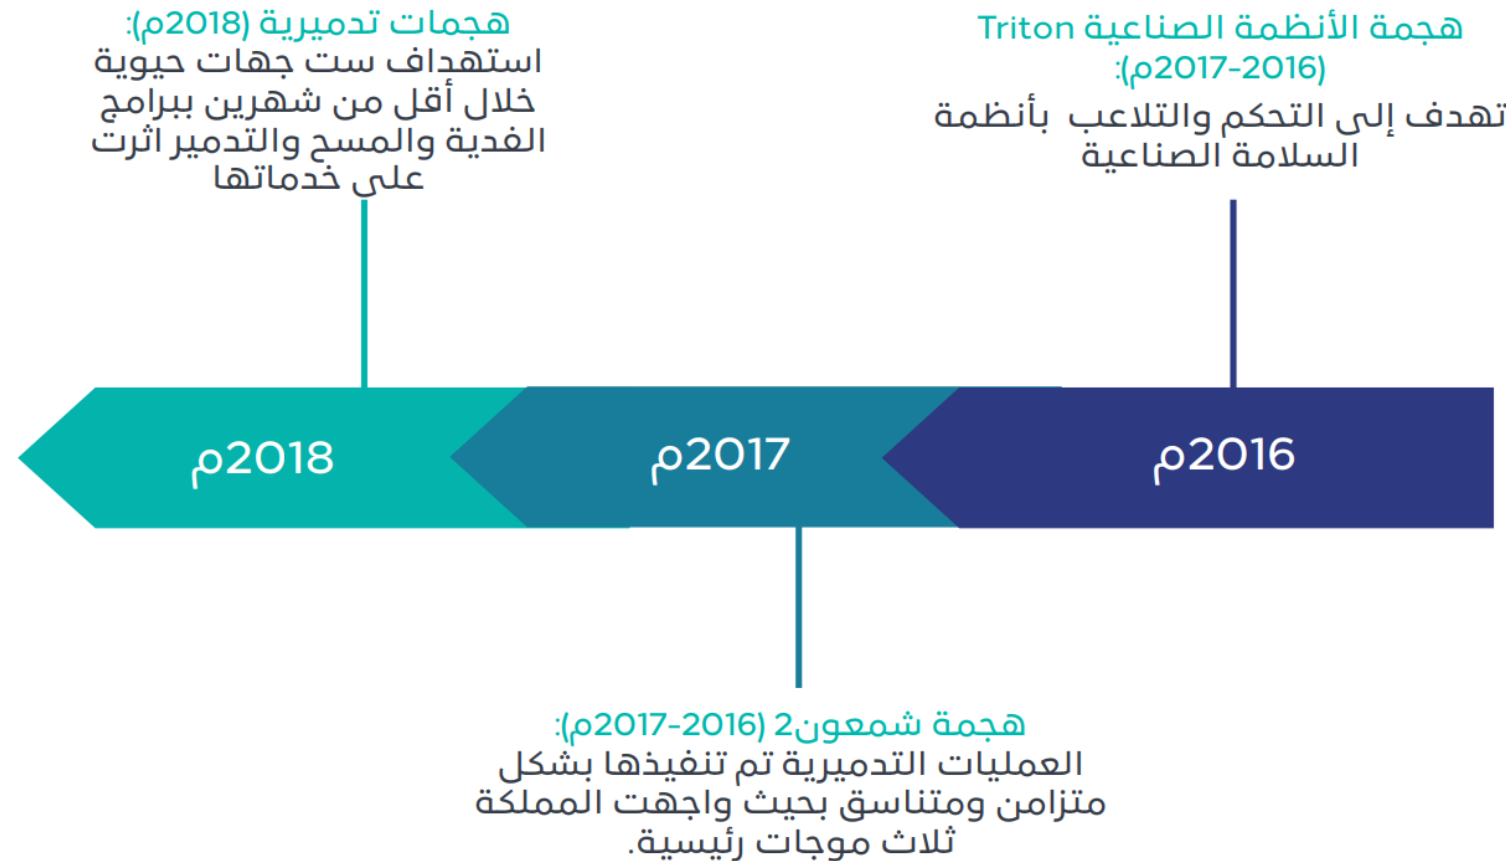 هجمة الأنظمة الصناعية Triton
(2016-2017م):
تهدف إلى التحكم والتلاعب بأنظمة
السلامة الصناعية
هجمات تدميرية (2018م):
استهداف ست جهات حيوية
خلال أقل من شهرين ببرامج
الفدية والمسح والتدمير اثرت
على خدماتها
2016م
2017م
2018م
هجمة شمعون2 (2016-2017م):
العمليات التدميرية تم تنفيذها بشكل
متزامن ومتناسق بحيث واجهت المملكة
ثلاث موجات رئيسية.